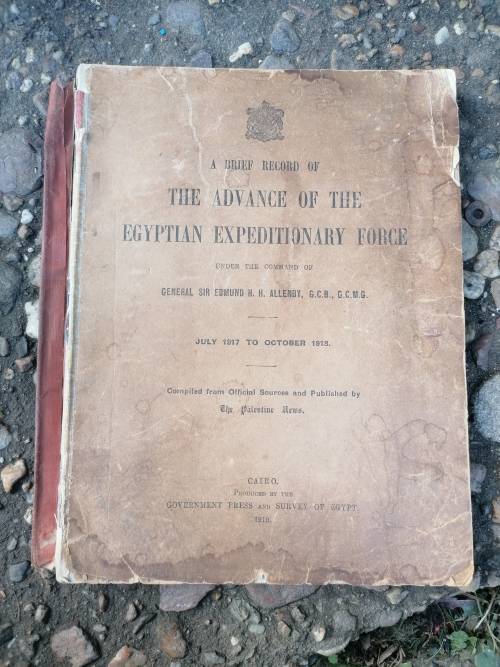 A BRIEF RECORD OF
THE ADVANCE OF THE
EGYPTIAN EXPEDITIONARY FORCE
UNDER THE COMMAND OF
GENERAL SIR EDMUND H. H. ALLENBY, G.C.B., G.C.M.G.
JULY 1917 TO OCTOBER 1918.
Compiled from Official Sources and Published by
The Palestine News.
CAIRO.
PRODUCED BY THE
GOVERNMENT PRESS AND SURVEY OF EGYPT.
1919.